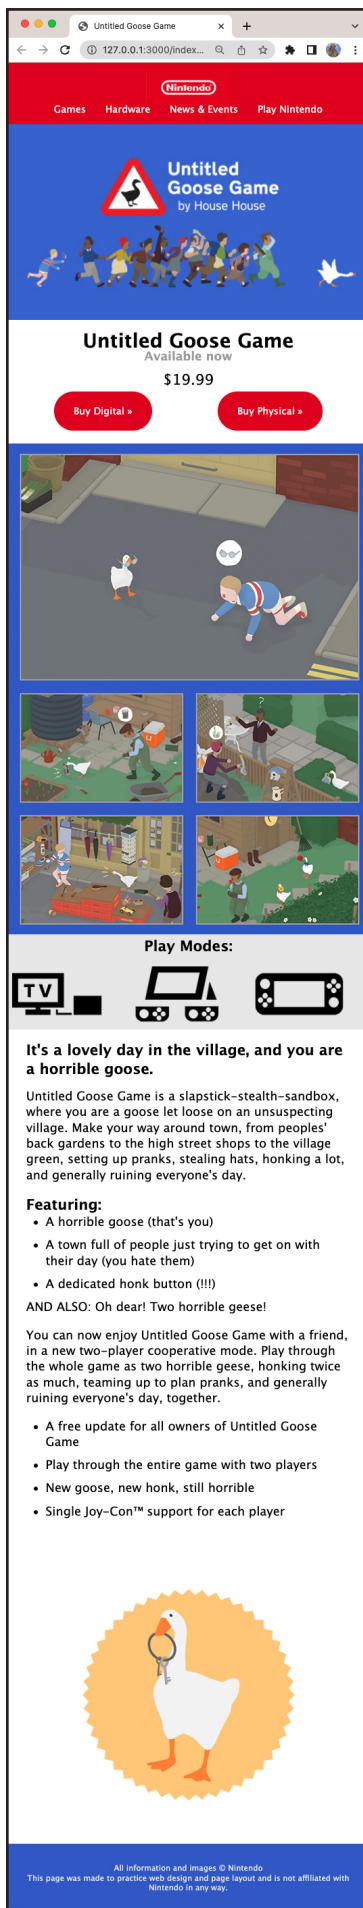 Untitled Goose Game
127.0.0.1:3000/index...
Nintendo
Games Hardware News & Events Play Nintendo
Untitled
Goose Game
by House House
Untitled Goose Game
Available now
$19.99
Buy Digital » Buy Physical »
?
Play Modes:
TV
It's a lovely day in the village, and you are
a horrible goose.
Untitled Goose Game is a slapstick-stealth-sandbox,
where you are a goose let loose on an unsuspecting
village. Make your way around town, from peoples'
back gardens to the high street shops to the village
green, setting up pranks, stealing hats, honking a lot,
and generally ruining everyone's day.
Featuring:
• A horrible goose (that's you)
• A town full of people just trying to get on with
their day (you hate them)
• A dedicated honk button (!!!)
AND ALSO: Oh dear! Two horrible geese!
You can now enjoy Untitled Goose Game with a friend,
in a new two-player cooperative mode. Play through
the whole game as two horrible geese, honking twice
as much, teaming up to plan pranks, and generally
ruining everyone's day, together.
• A free update for all owners of Untitled Goose
Game
• Play through the entire game with two players
• New goose, new honk, still horrible
• Single Joy-Con™ support for each player
All information and images © Nintendo
This page was made to practice web design and page layout and is not affiliated with
Nintendo in any way.